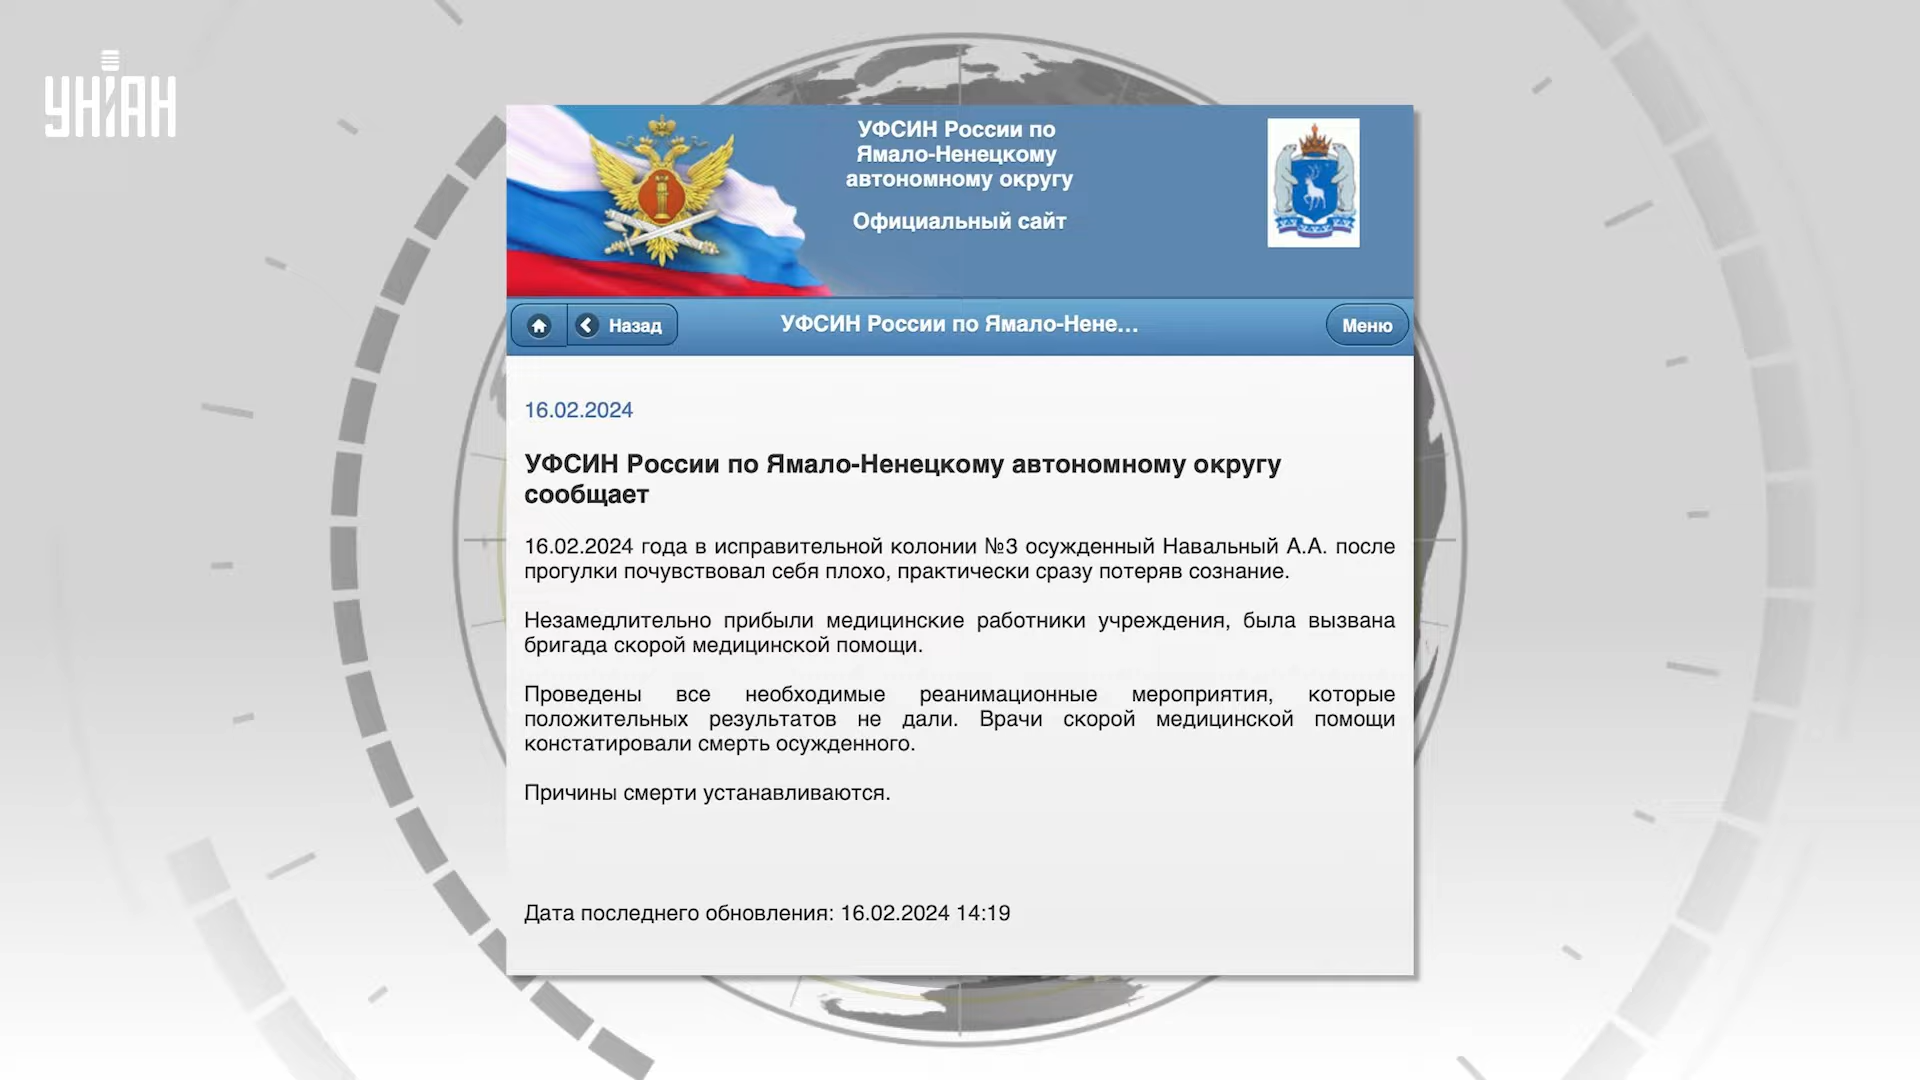 УНІАН
УФСИН России по
Ямало-Ненецкому
автономному округу
Официальный сайт
Назад
УФСИН России по Ямало-Нене...
Меню
16.02.2024
УФСИН России по Ямало-Ненецкому автономному округу
сообщает
16.02.2024 года в исправительной колонии №3 осужденный Навальный А.А. после
прогулки почувствовал себя плохо, практически сразу потеряв сознание.
Незамедлительно прибыли медицинские работники учреждения, была вызвана
бригада скорой медицинской помощи.
Проведены все необходимые реанимационные мероприятия, которые
положительных результатов не дали. Врачи скорой медицинской помощи
констатировали смерть осужденного.
Причины смерти устанавливаются.
Дата последнего обновления: 16.02.2024 14:19